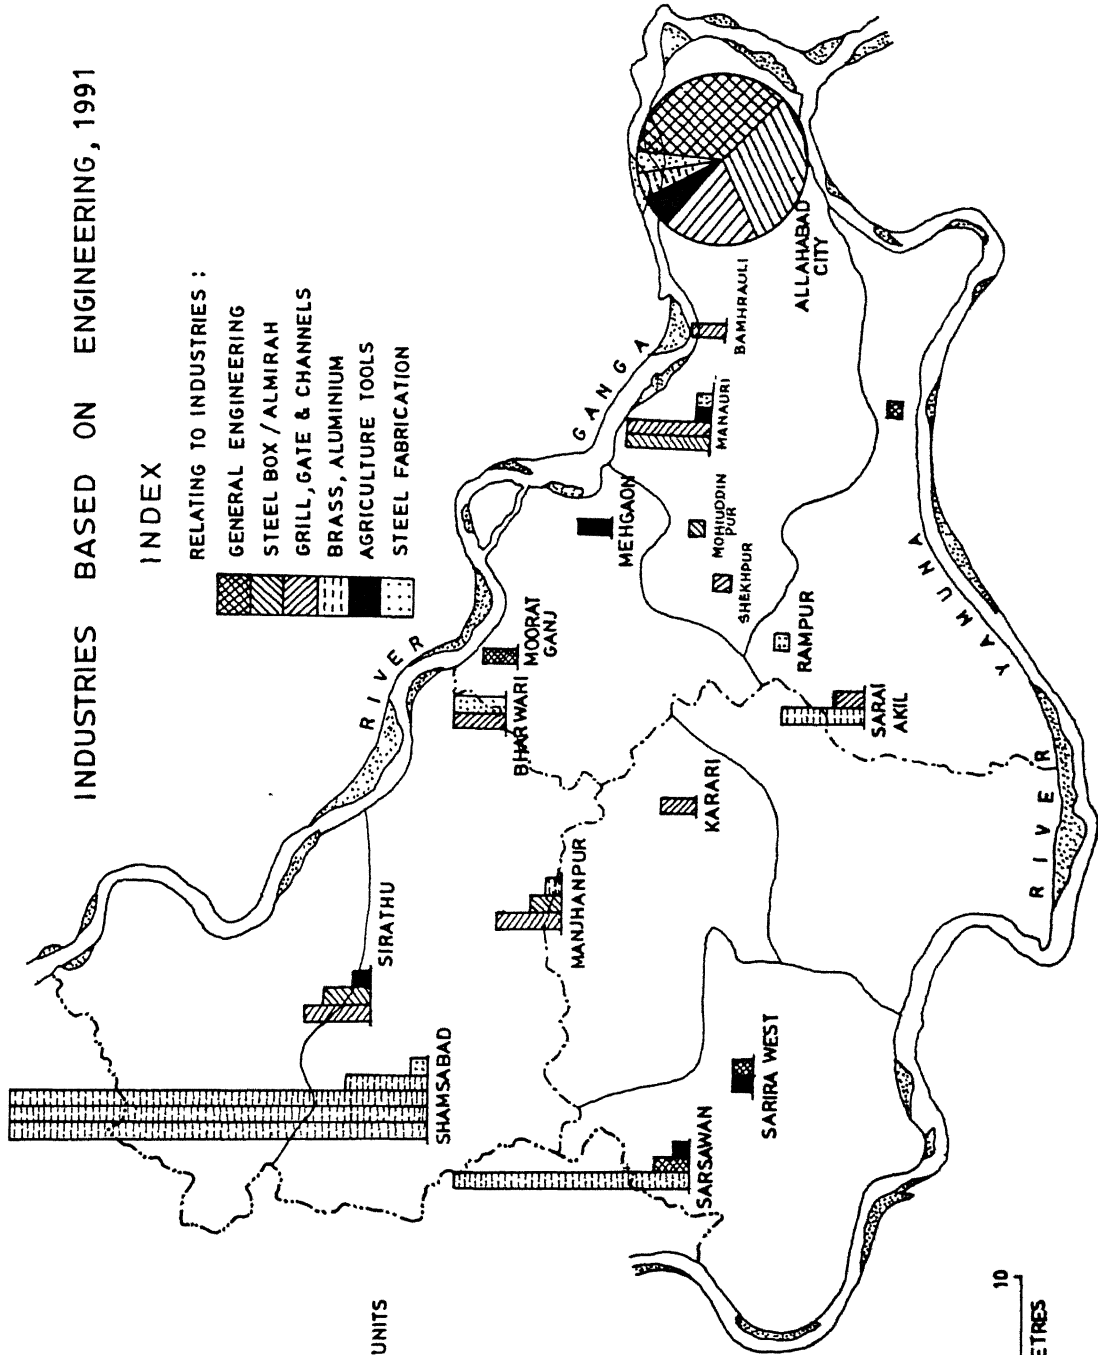 INDUSTRIES BASED ON ENGINEERING, 1991
INDEX
RELATING TO INDUSTRIES :
GENERAL ENGINEERING
STEEL BOX / ALMIRAH
GRILL, GATE & CHANNELS
BRASS, ALUMINIUM
AGRICULTURE TOOLS
STEEL FABRICATION
RIVER GANGA
SIRATHU
SHAMSABAD
BHARWARI
MOORAT
GANJ
MEHGAON
MANAURI
BAMHRAULI
ALLAHABAD
CITY
MANJHANPUR
KARARI
SHEKHPUR
MOHIUDDIN
PUR
RAMPUR
SARAI
AKIL
SARSAWAN
SARIRA WEST
RIVER YAMUNA
UNITS
10
ETRES